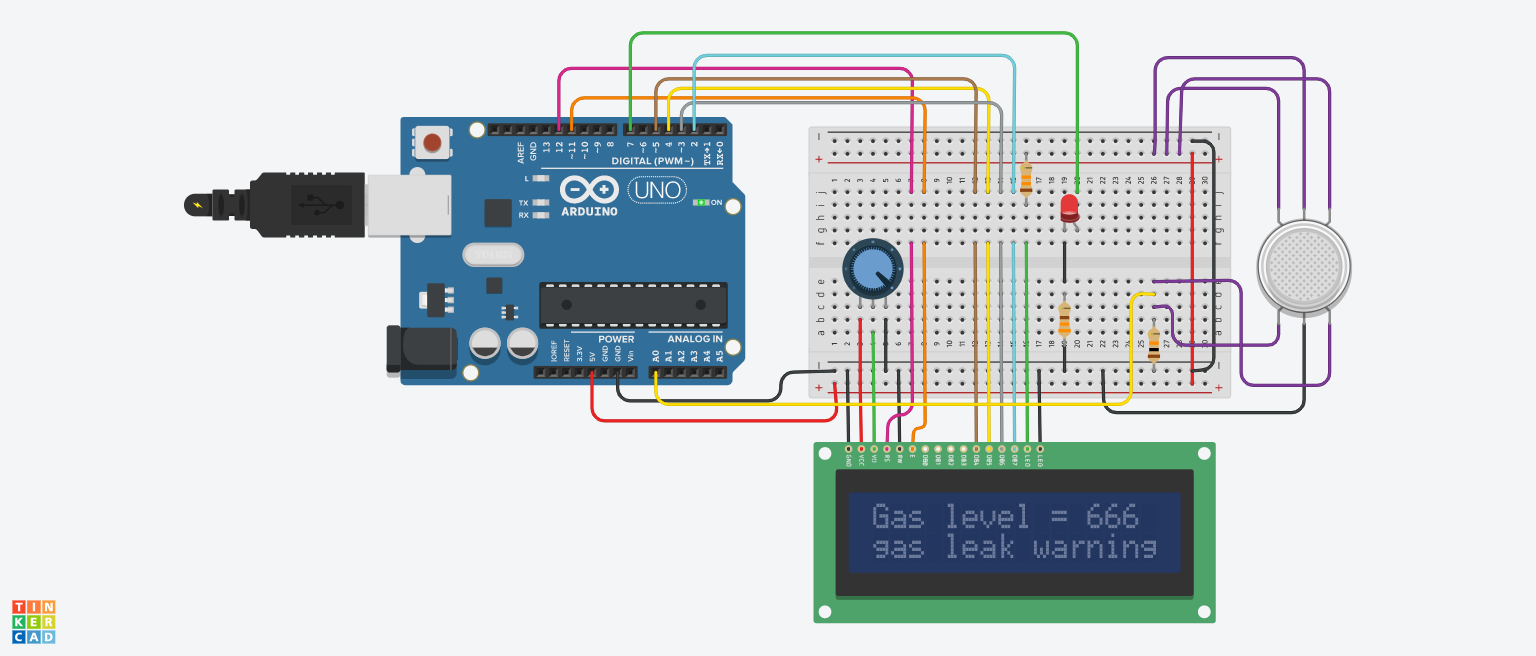 AREF
GND
13
12
~11
~10
~9
8
7
~6
~5
4
~3
2
TX→1
RX←0
DIGITAL (PWM~)
L
TX
RX
UNO
ON
ARDUINO
POWER
ANALOG IN
IOREF
RESET
3.3V
5V
GND
GND
Vin
A0
A1
A2
A3
A4
A5
GND
VCC
V0
RS
RW
E
DB0
DB1
DB2
DB3
DB4
DB5
DB6
DB7
LED
LED
Gas level = 666
gas leak warning
TIN
KER
CAD